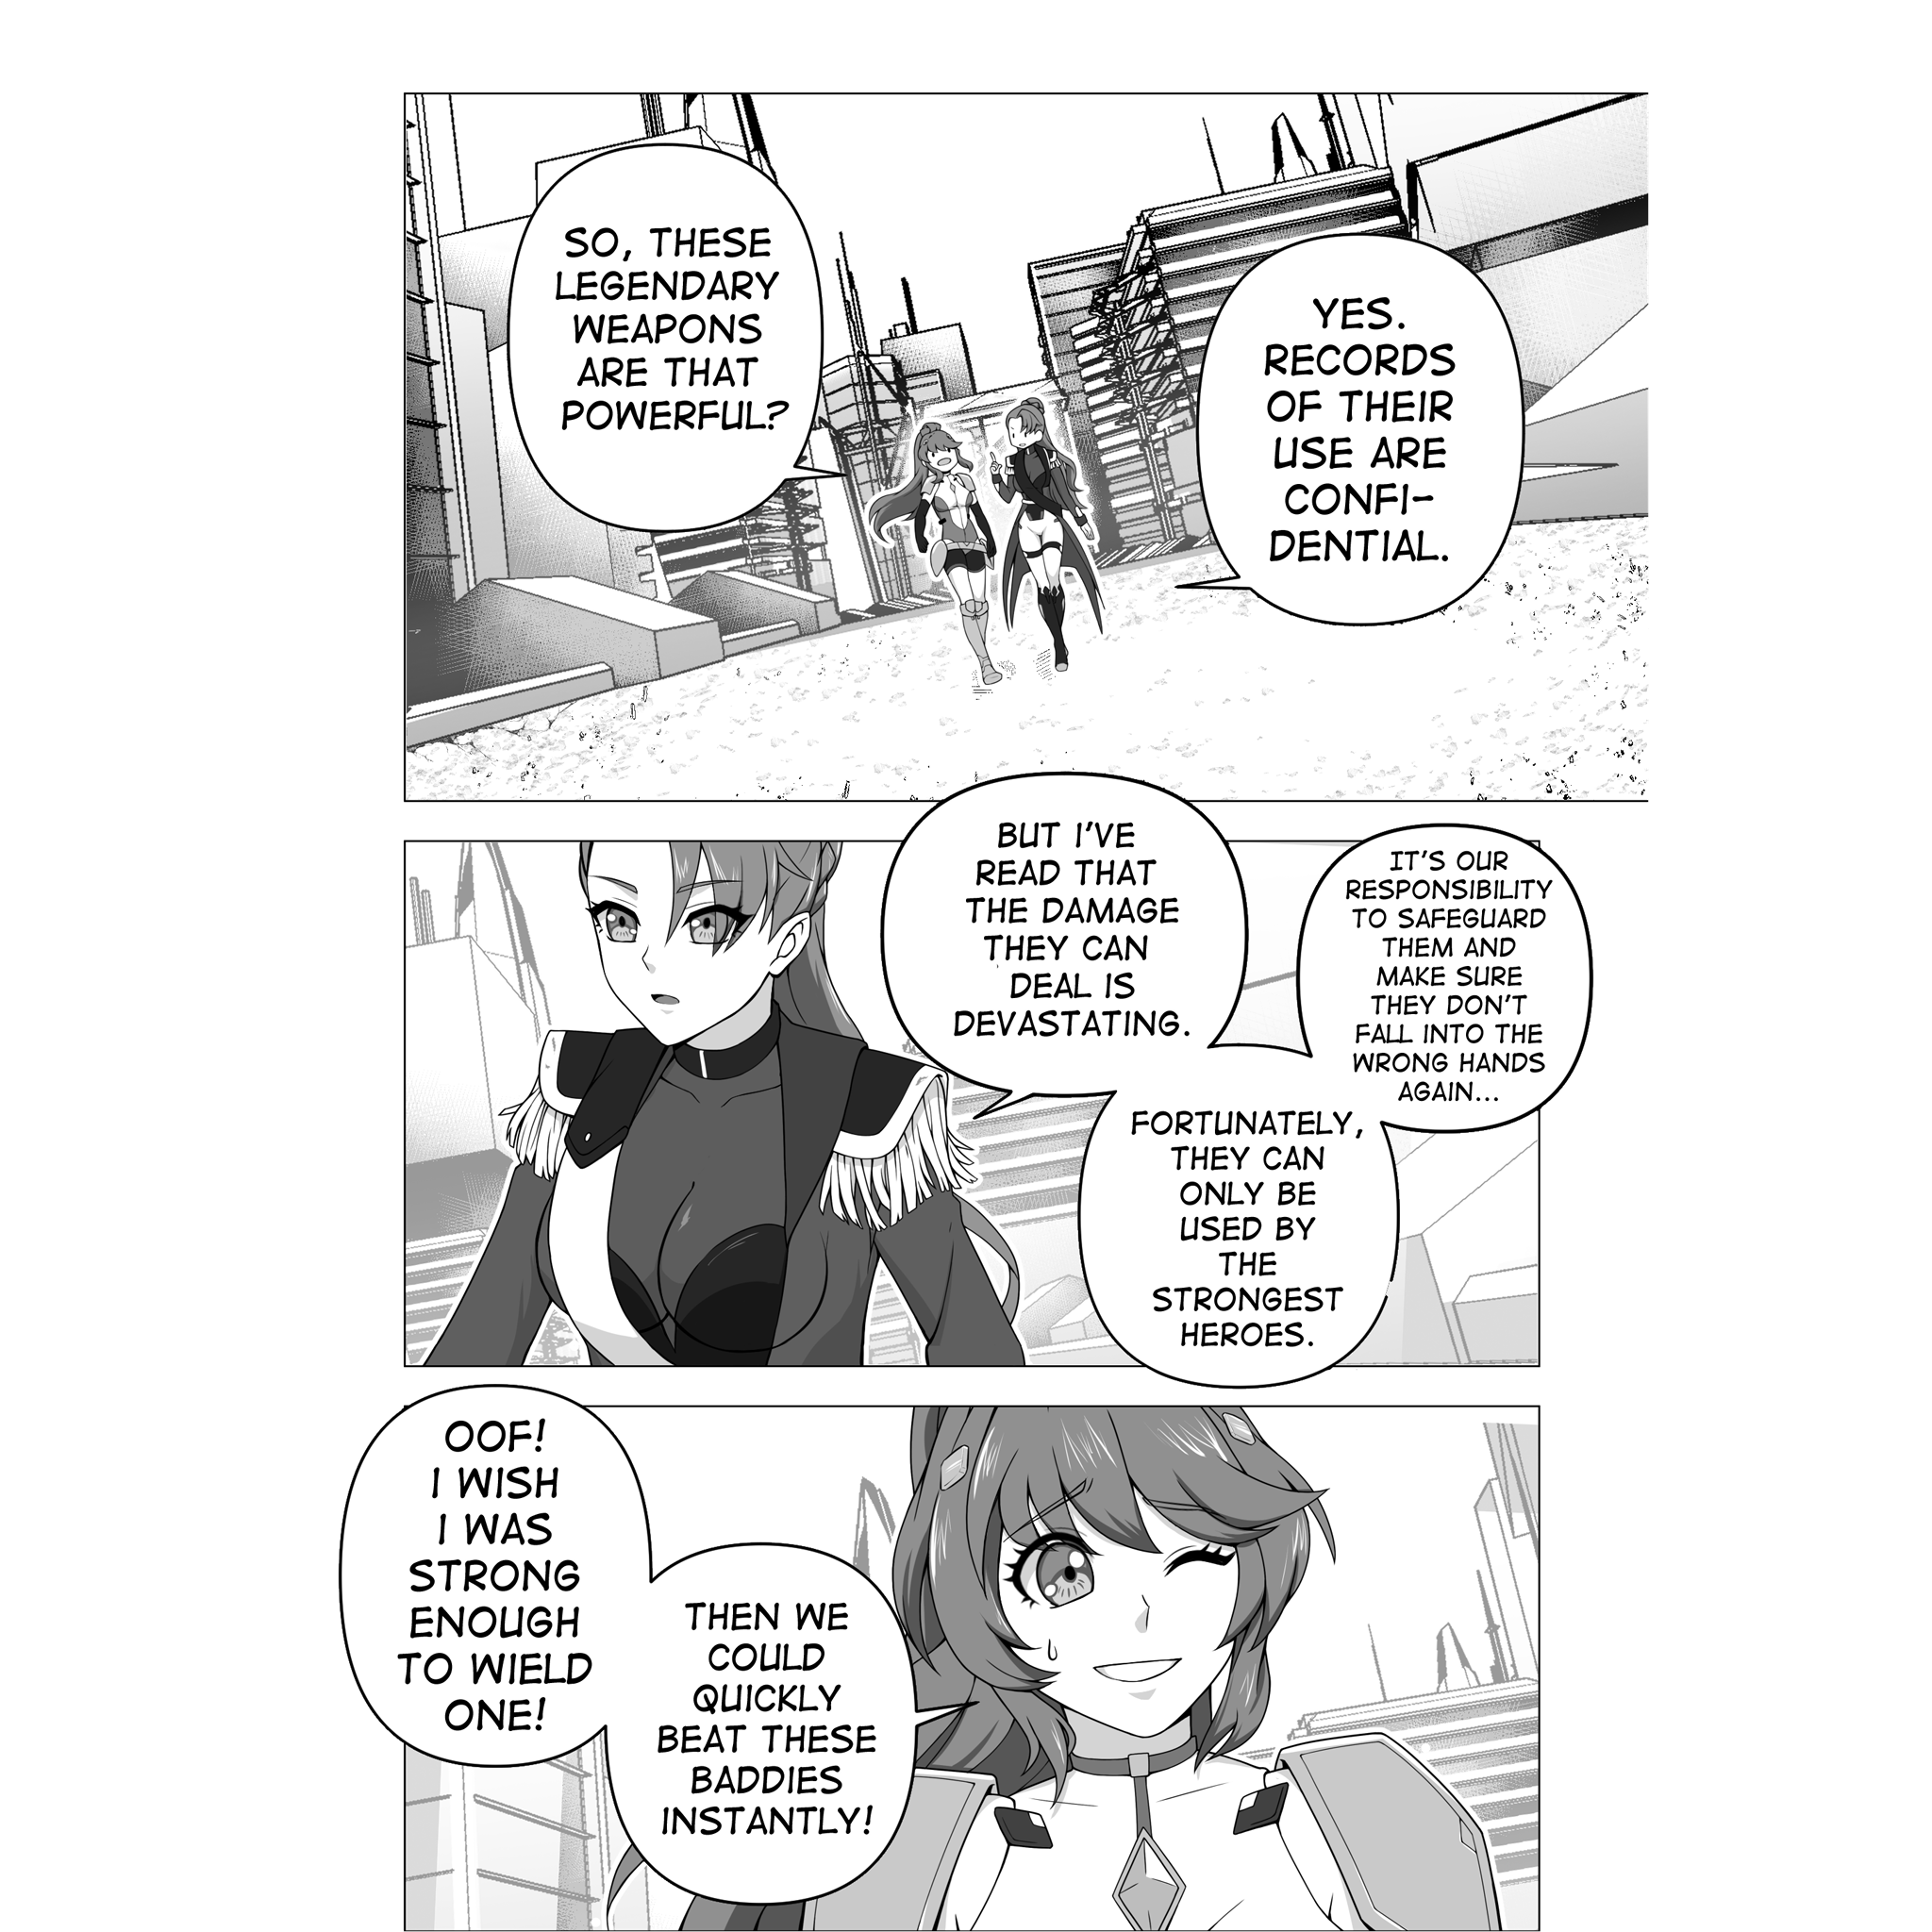 SO, THESE
LEGENDARY
WEAPONS
ARE THAT
POWERFUL?
YES.
RECORDS
OF THEIR
USE ARE
CONFI-
DENTIAL.
BUT I'VE
READ THAT
THE DAMAGE
THEY CAN
DEAL IS
DEVASTATING.
FORTUNATELY,
THEY CAN
ONLY BE
USED BY
THE
STRONGEST
HEROES.
IT'S OUR
RESPONSIBILITY
TO SAFEGUARD
THEM AND
MAKE SURE
THEY DON'T
FALL INTO THE
WRONG HANDS
AGAIN...
OOF!
I WISH
I WAS
STRONG
ENOUGH
TO WIELD
ONE!
THEN WE
COULD
QUICKLY
BEAT THESE
BADDIES
INSTANTLY!